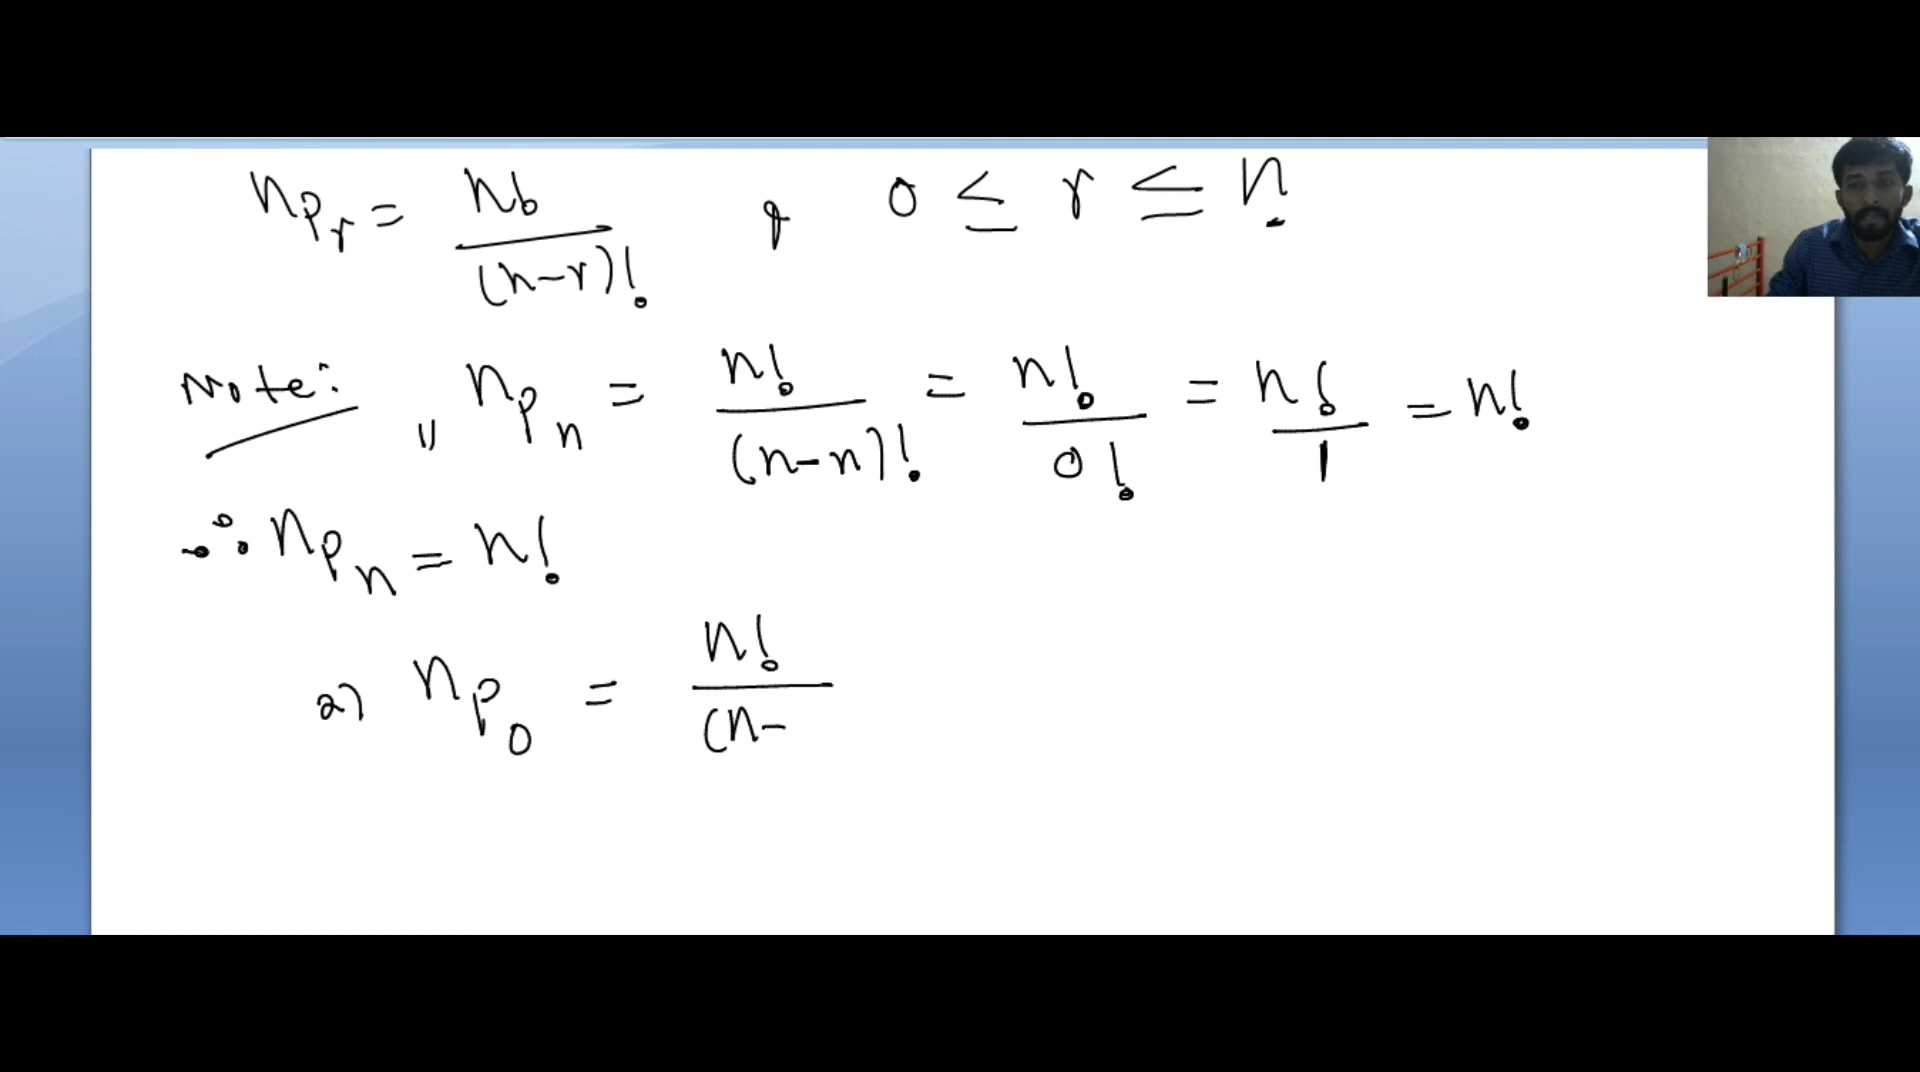 nPr = n! / (n-r)! , 0 ≤ r ≤ n.
Note: 1) nPn = n! / (n-n)! = n! / 0! = n! / 1 = n!
∴ nPn = n!
2) nP0 = n! / (n-